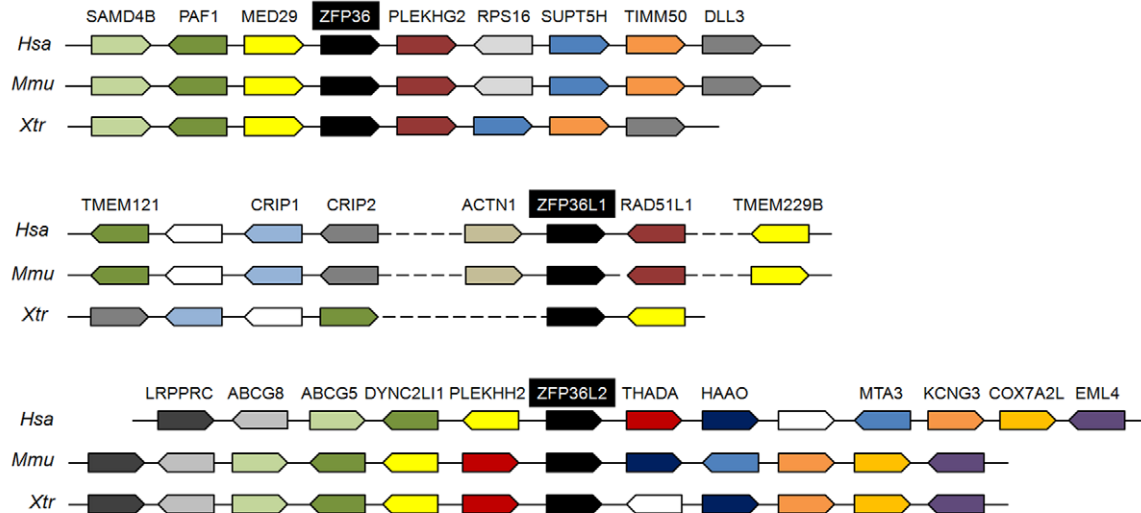 SAMD4B PAF1 MED29 ZFP36 PLEKHG2 RPS16 SUPT5H TIMM50 DLL3
Hsa
Mmu
Xtr
TMEM121 CRIP1 CRIP2 ACTN1 ZFP36L1 RAD51L1 TMEM229B
Hsa
Mmu
Xtr
LRPPRC ABCG8 ABCG5 DYNC2LI1 PLEKHH2 ZFP36L2 THADA HAAO MTA3 KCNG3 COX7A2L EML4
Hsa
Mmu
Xtr